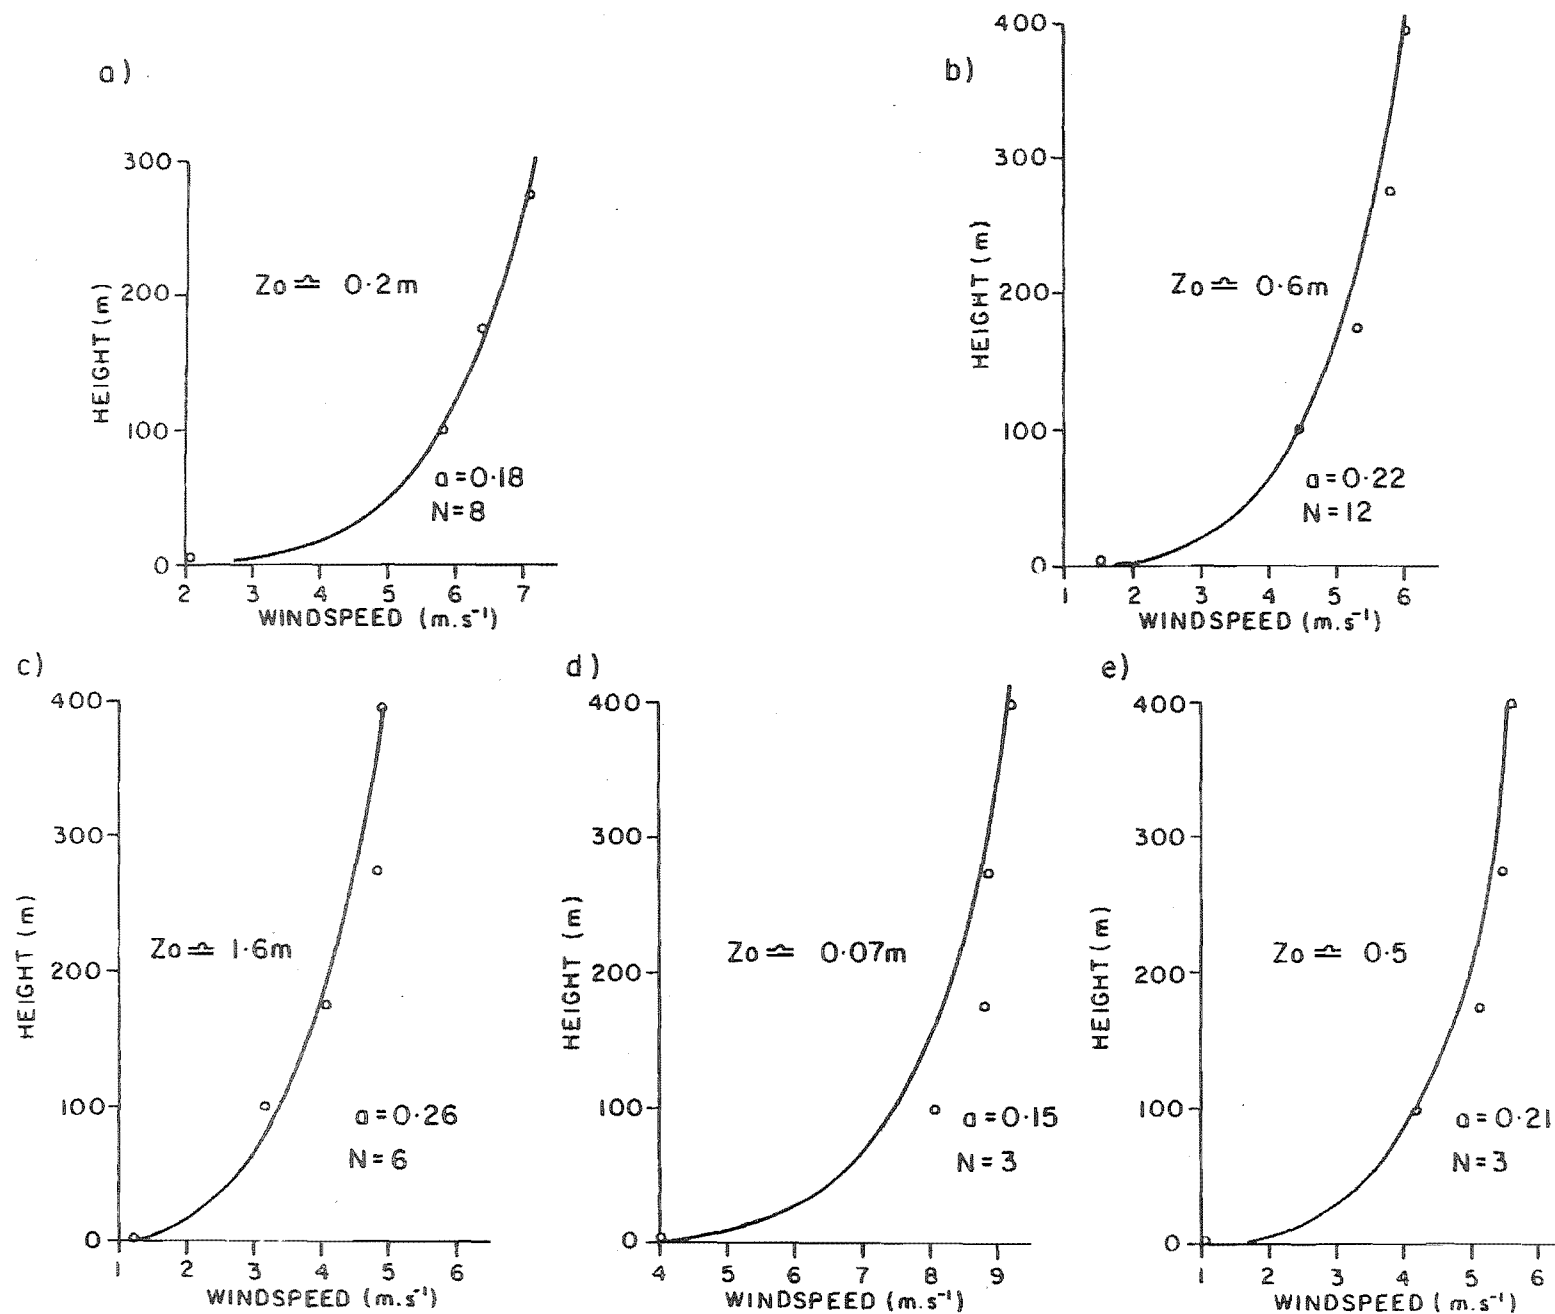 a)
300
200
100
0
HEIGHT (m)
Zo ≏ 0·2m
a=0·18
N=8
2 3 4 5 6 7
WINDSPEED (m.s⁻¹)
b)
400
300
200
100
0
HEIGHT (m)
Zo ≏ 0·6m
a=0·22
N=12
1 2 3 4 5 6
WINDSPEED (m.s⁻¹)
c)
400
300
200
100
0
HEIGHT (m)
Zo ≏ 1·6m
a=0·26
N=6
1 2 3 4 5 6
WINDSPEED (m.s⁻¹)
d)
400
300
200
100
0
HEIGHT (m)
Zo ≏ 0·07m
a=0·15
N=3
4 5 6 7 8 9
WINDSPEED (m.s⁻¹)
e)
400
300
200
100
0
HEIGHT (m)
Zo ≏ 0·5
a=0·21
N=3
1 2 3 4 5 6
WINDSPEED (m.s⁻¹)